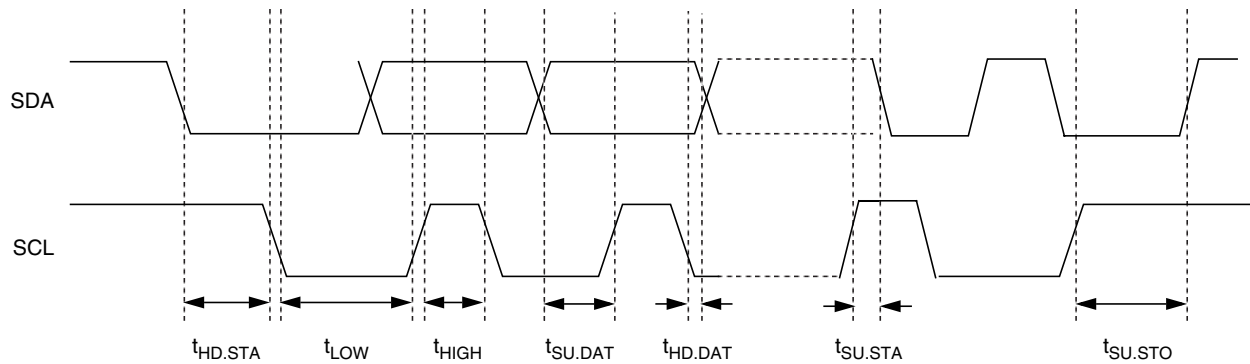 SDA
SCL
tHD.STA tLOW tHIGH tSU.DAT tHD.DAT tSU.STA tSU.STO